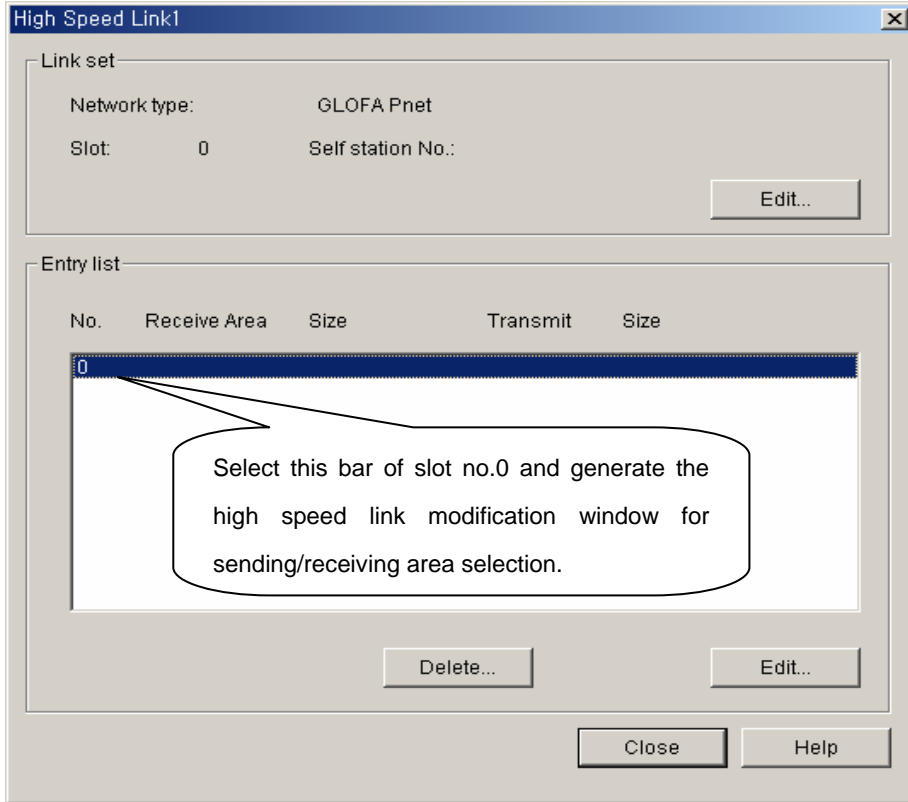 High Speed Link1
Link set
Network type: GLOFA Pnet
Slot: 0 Self station No.:
Edit...
Entry list
No. Receive Area Size Transmit Size
0
Select this bar of slot no.0 and generate the
high speed link modification window for
sending/receiving area selection.
Delete... Edit...
Close Help